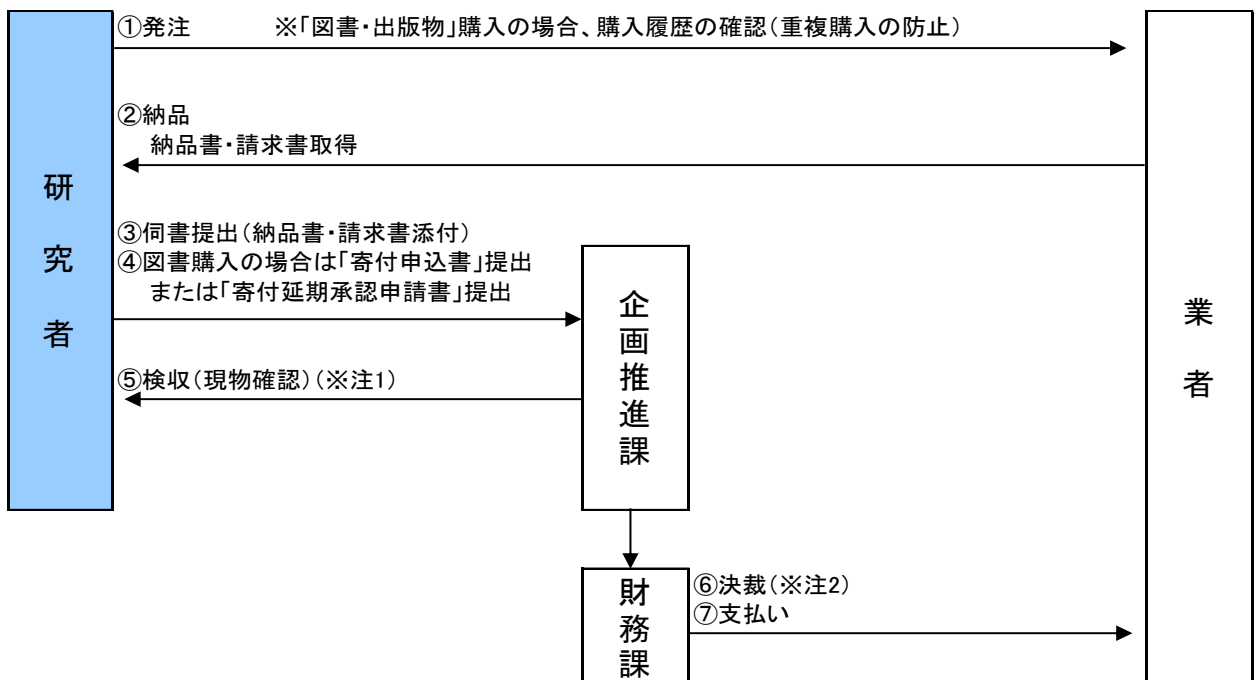 ①発注　　　※「図書・出版物」購入の場合、購入履歴の確認（重複購入の防止）
②納品
納品書・請求書取得
研究者
③伺書提出（納品書・請求書添付）
④図書購入の場合は「寄付申込書」提出
または「寄付延期承認申請書」提出
企画推進課
業者
⑤検収（現物確認）（※注1）
財務課
⑥決裁（※注2）
⑦支払い